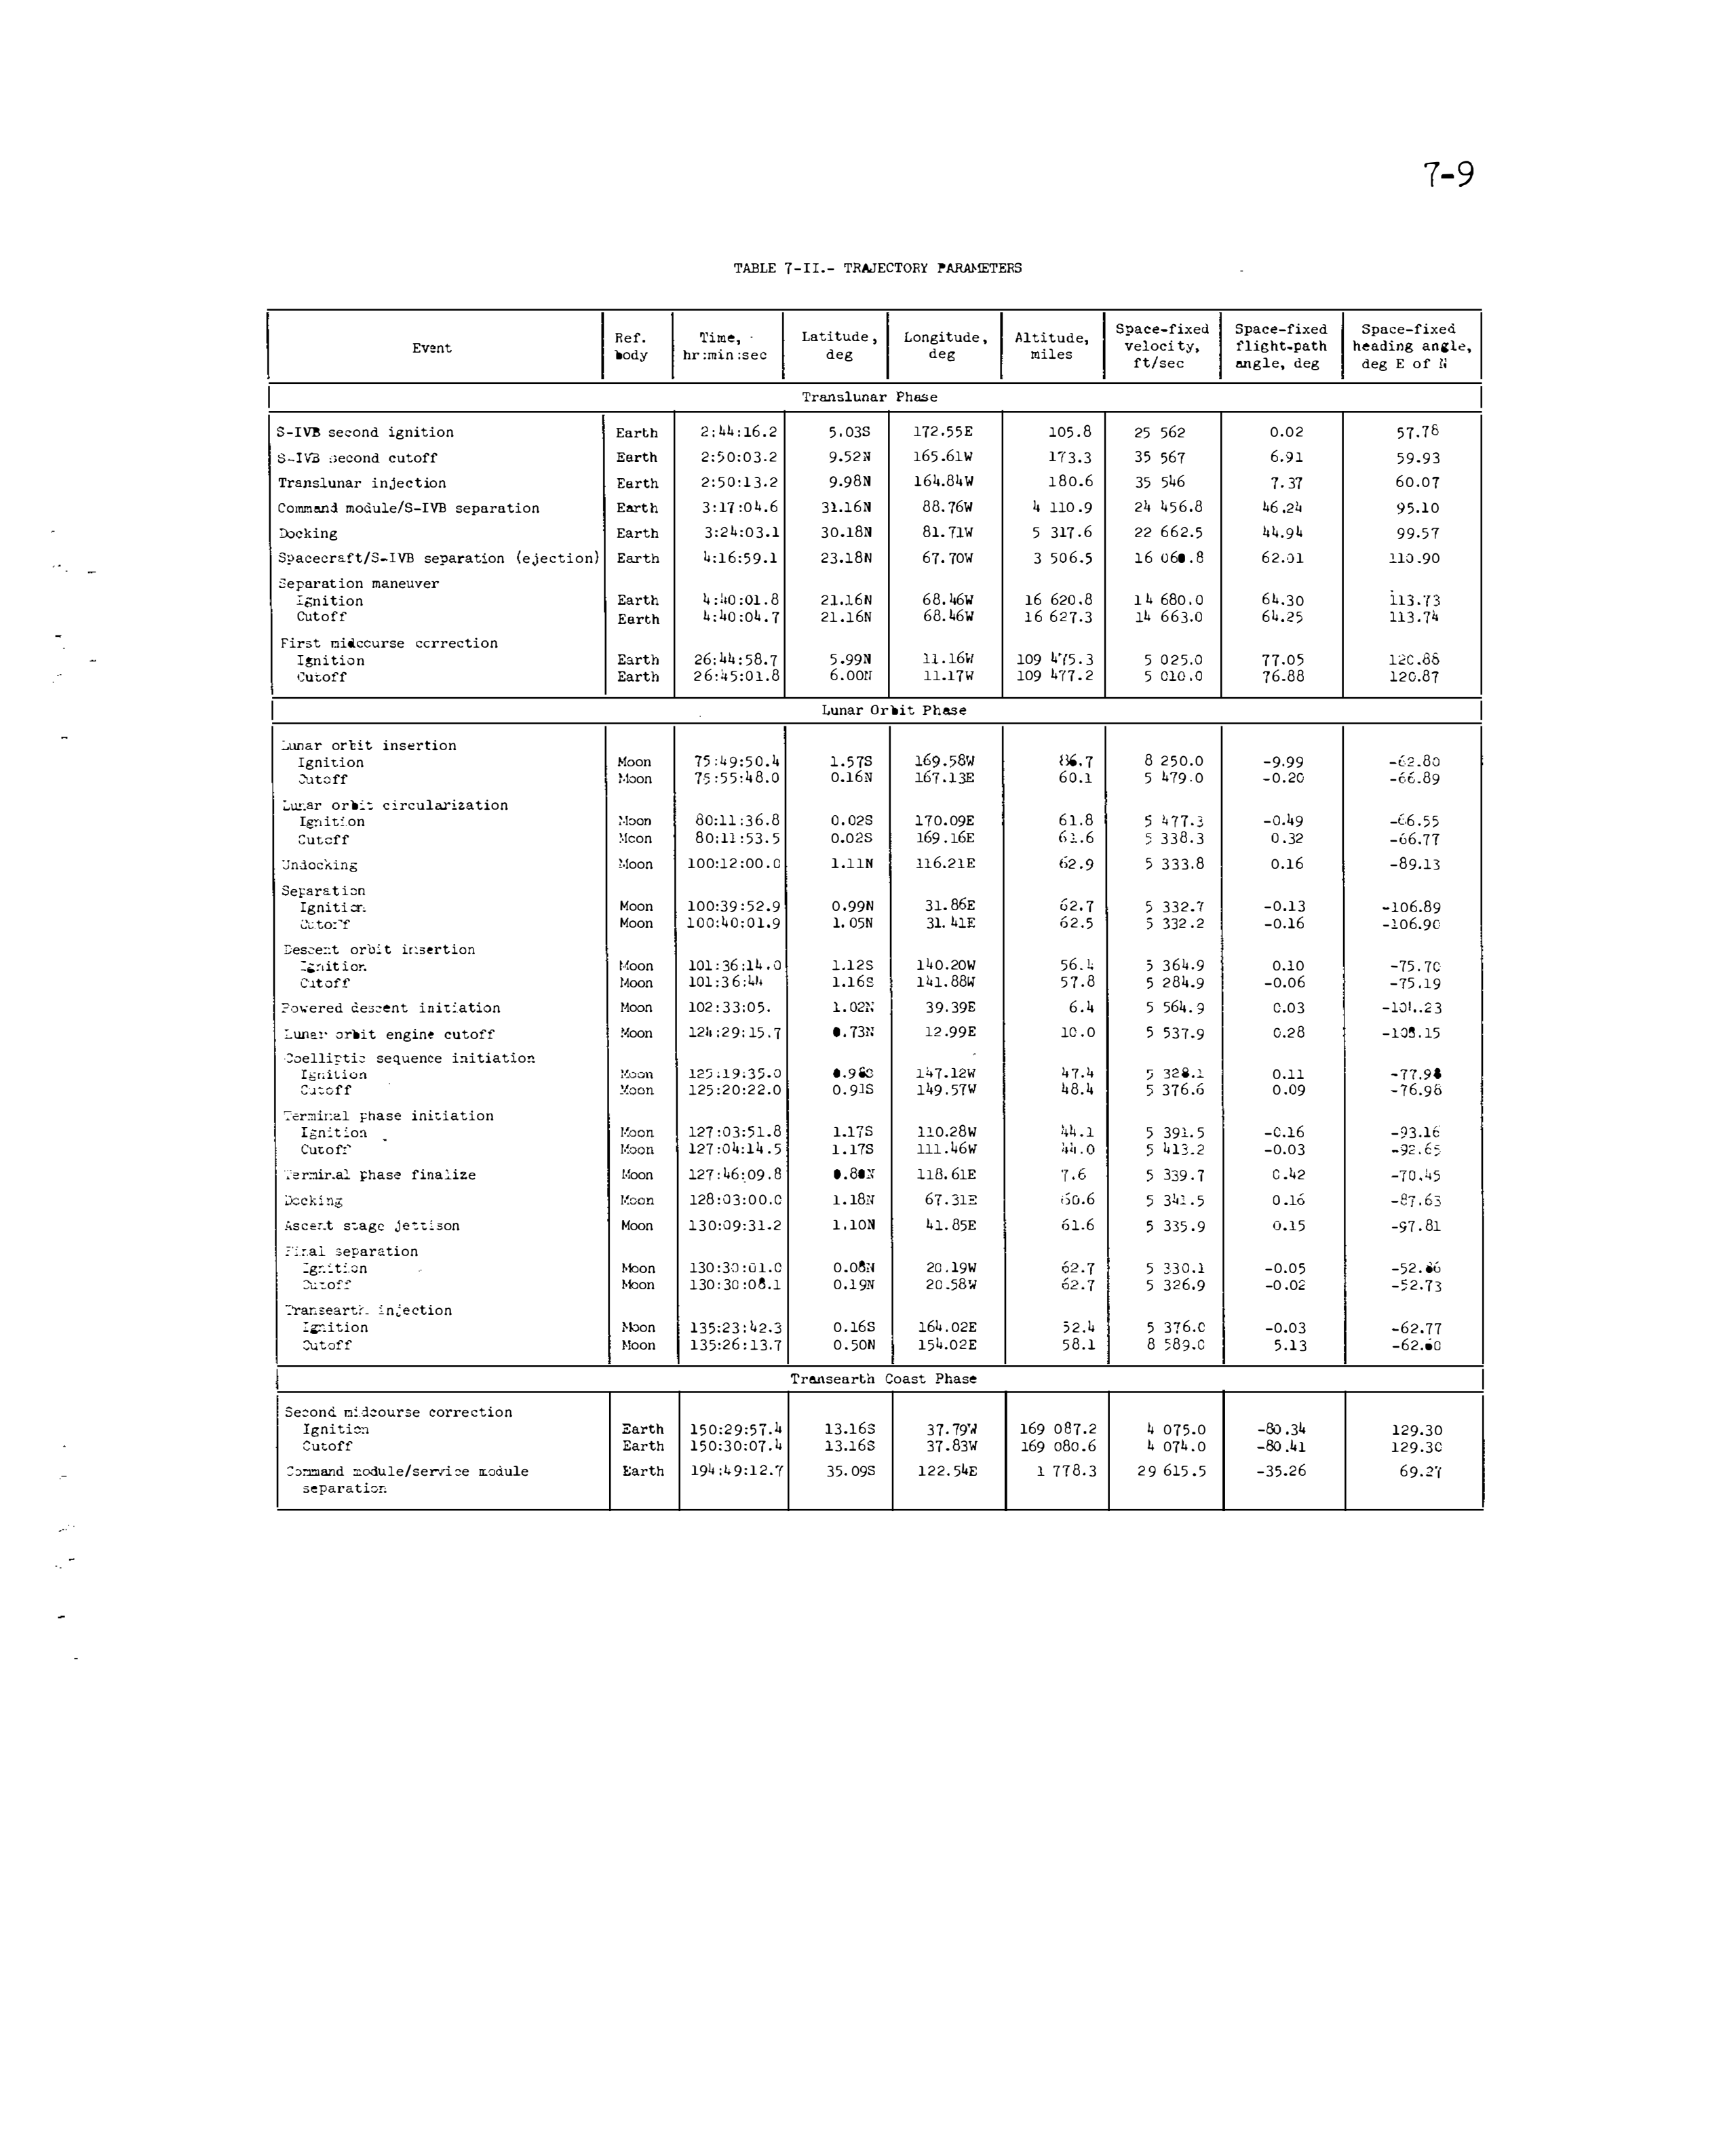 7-9
TABLE 7-II.- TRAJECTORY PARAMETERS
Event Ref. body Time, hr:min:sec Latitude, deg Longitude, deg Altitude, miles Space-fixed velocity, ft/sec Space-fixed flight-path angle, deg Space-fixed heading angle, deg E of N
Translunar Phase
S-IVB second ignition Earth 2:44:16.2 5.03S 172.55E 105.8 25 562 0.02 57.78
S-IVB second cutoff Earth 2:50:03.2 9.52N 165.61W 173.3 35 567 6.91 59.93
Translunar injection Earth 2:50:13.2 9.98N 164.84W 180.6 35 546 7.37 60.07
Command module/S-IVB separation Earth 3:17:04.6 31.16N 88.76W 4 110.9 24 456.8 46.24 95.10
Docking Earth 3:24:03.1 30.18N 81.71W 5 317.6 22 662.5 44.94 99.57
Spacecraft/S-IVB separation (ejection) Earth 4:16:59.1 23.18N 67.70W 3 506.5 62.01 110.90
Separation maneuver
Ignition Earth 4:40:01.8 21.16N 68.46W 16 620.8 14 680.0 64.30 113.73
Cutoff Earth 4:40:04.7 21.16N 68.46W 16 627.3 14 663.0 64.25 113.74
First midcourse correction
Ignition Earth 26:44:58.7 5.99N 11.16W 109 475.3 5 025.0 77.05 120.88
Cutoff Earth 26:45:01.8 6.00N 11.17W 109 477.2 5 010.0 76.88 120.87
Lunar Orbit Phase
Lunar orbit insertion
Ignition Moon 75:49:50.4 1.57S 169.58W 86.7 8 250.0 -9.99 -62.80
Cutoff Moon 75:55:48.0 0.16N 167.13E 60.1 5 479.0 -0.20 -66.89
Lunar orbit circularization
Ignition Moon 80:11:36.8 0.02S 170.09E 61.8 5 477.3 -0.49 -66.55
Cutoff Moon 80:11:53.5 0.02S 169.16E 61.6 5 338.3 0.32 -66.77
Undocking Moon 100:12:00.0 1.11N 116.21E 62.9 5 333.8 0.16 -89.13
Separation
Ignition Moon 100:39:52.9 0.99N 31.86E 62.7 5 332.7 -0.13 -106.89
Cutoff Moon 100:40:01.9 1.05N 31.41E 62.5 5 332.2 -0.16 -106.90
Descent orbit insertion
Ignition Moon 101:36:14.0 1.12S 140.20W 56.4 5 364.9 0.10 -75.70
Cutoff Moon 101:36:44 1.16S 141.88W 57.8 5 284.9 -0.06 -75.19
Powered descent initiation Moon 102:33:05. 1.02N 39.39E 6.4 5 564.9 0.03 -104.23
Lunar orbit engine cutoff Moon 124:29:15.7 0.73N 12.99E 10.0 5 537.9 0.28 -108.15
Coelliptic sequence initiation
Ignition Moon 125:19:35.0 147.12W 47.4 5 328.1 0.11
Cutoff Moon 125:20:22.0 0.91S 149.57W 48.4 5 376.6 0.09 -76.98
Terminal phase initiation
Ignition Moon 127:03:51.8 1.17S 110.28W 44.1 5 391.5 -0.16 -93.16
Cutoff Moon 127:04:14.5 1.17S 111.46W 44.0 5 413.2 -0.03 -92.65
Terminal phase finalize Moon 127:46:09.8 118.61E 7.6 5 339.7 0.42 -70.45
Docking Moon 128:03:00.0 1.18N 67.31E 60.6 5 341.5 0.16 -87.63
Ascent stage jettison Moon 130:09:31.2 1.10N 41.85E 61.6 5 335.9 0.15 -97.81
Final separation
Ignition Moon 130:30:01.0 0.08N 20.19W 62.7 5 330.1 -0.05
Cutoff Moon 130:30:08.1 0.19N 20.58W 62.7 5 326.9 -0.02 -52.73
Transearth injection
Ignition Moon 135:23:42.3 0.16S 164.02E 52.4 5 376.0 -0.03 -62.77
Cutoff Moon 135:26:13.7 0.50N 154.02E 58.1 8 589.0 5.13
Transearth Coast Phase
Second midcourse correction
Ignition Earth 150:29:57.4 13.16S 37.79W 169 087.2 4 075.0 -80.34 129.30
Cutoff Earth 150:30:07.4 13.16S 37.83W 169 080.6 4 074.0 -80.41 129.30
Command module/service module separation Earth 194:49:12.7 35.09S 122.54E 1 778.3 29 615.5 -35.26 69.27